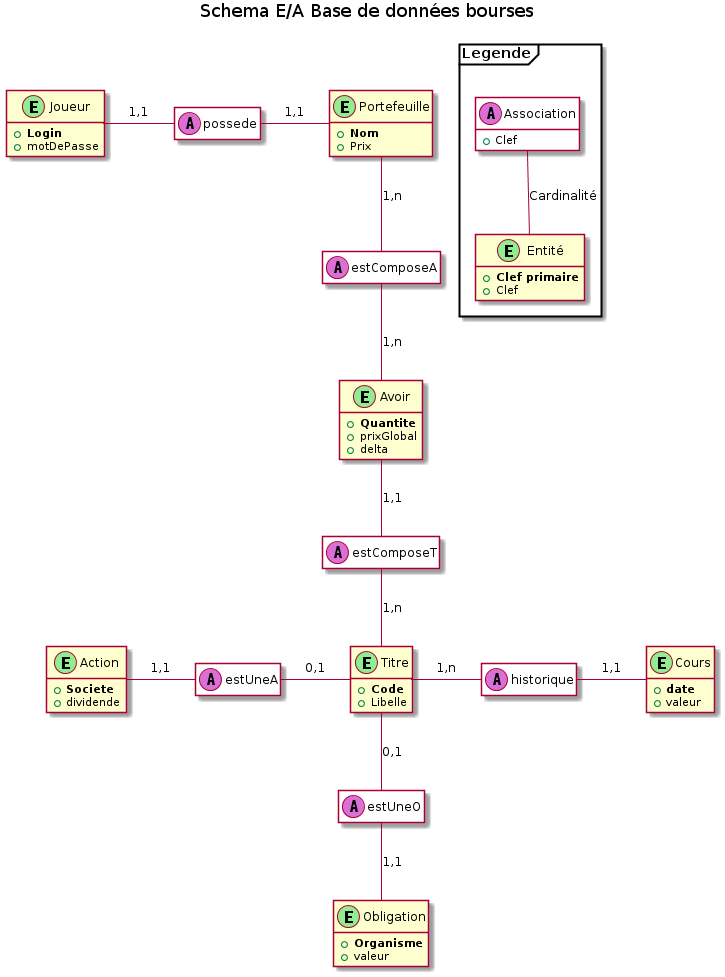 Schema E/A Base de données bourses
Legende
A Association
Clef
Cardinalité
E Entité
Clef primaire
Clef
E Joueur
Login
motDePasse
1,1
A possede
1,1
E Portefeuille
Nom
Prix
1,n
A estComposeA
1,n
E Avoir
Quantite
prixGlobal
delta
1,1
A estComposeT
1,n
E Action
Societe
dividende
1,1
A estUneA
0,1
E Titre
Code
Libelle
1,n
A historique
1,1
E Cours
date
valeur
0,1
A estUneO
1,1
E Obligation
Organisme
valeur